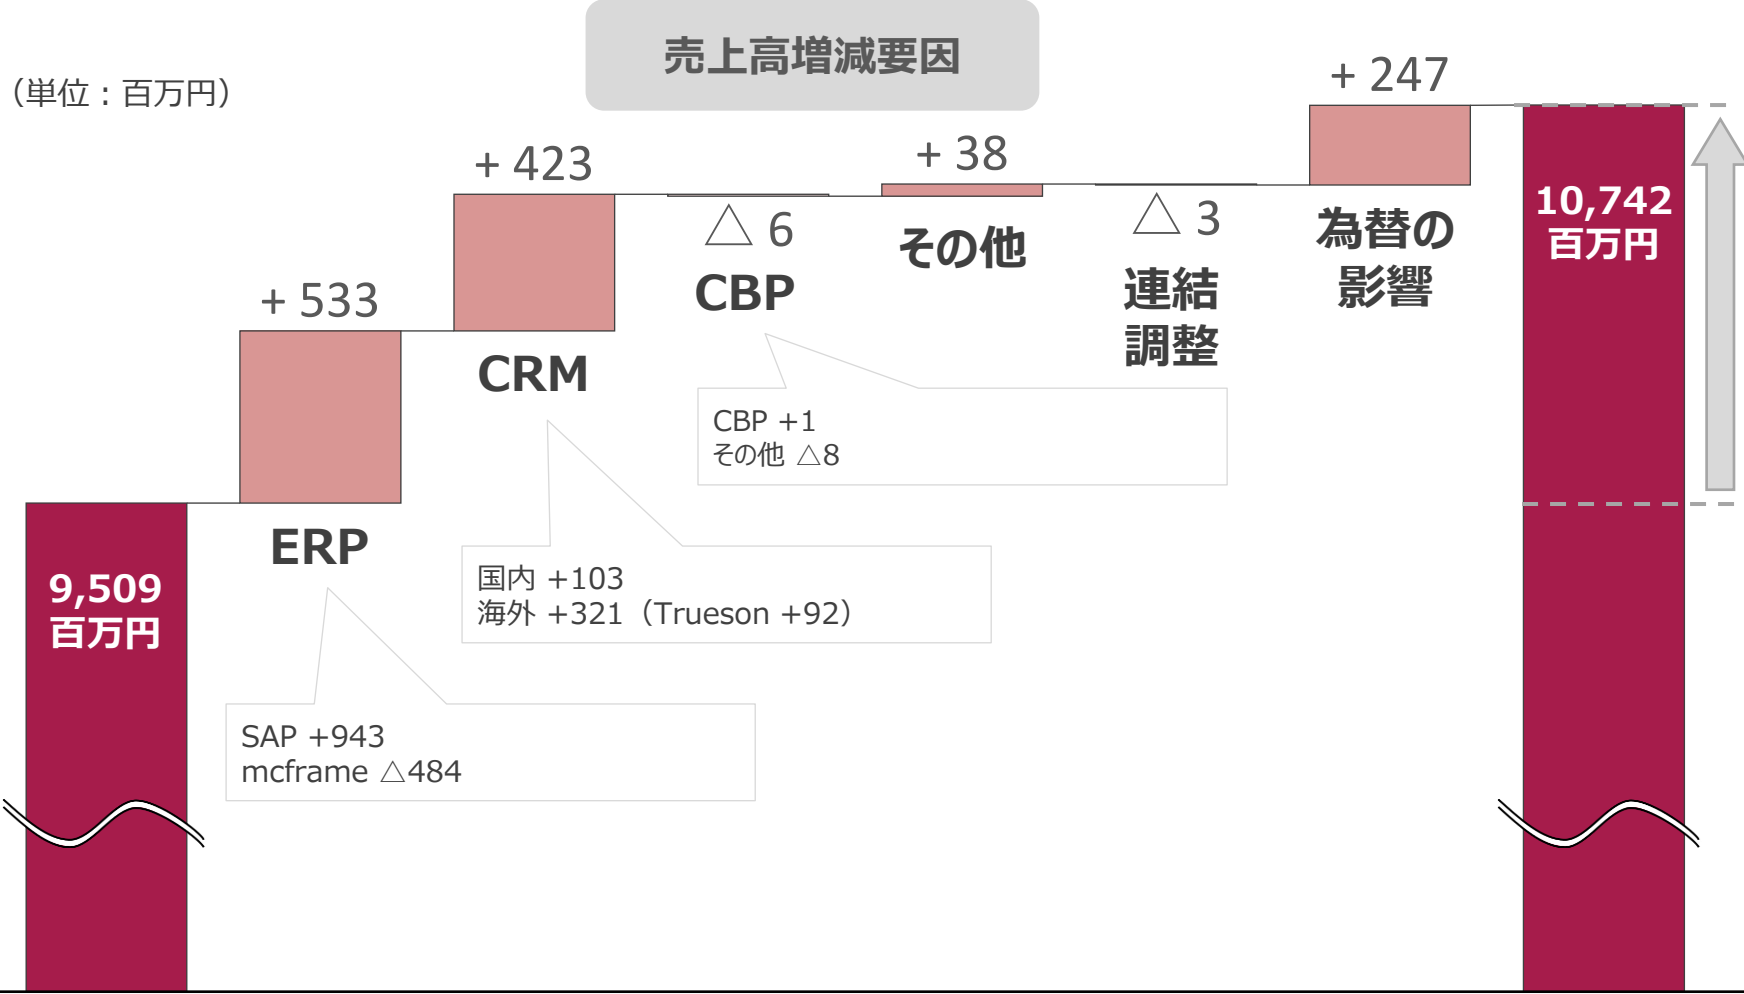 売上高増減要因
（単位：百万円）
9,509
百万円
+ 533
ERP
SAP +943
mcframe △484
+ 423
CRM
国内 +103
海外 +321（Trueson +92）
△ 6
CBP
CBP +1
その他 △8
+ 38
その他
△ 3
連結
調整
+ 247
為替の
影響
10,742
百万円